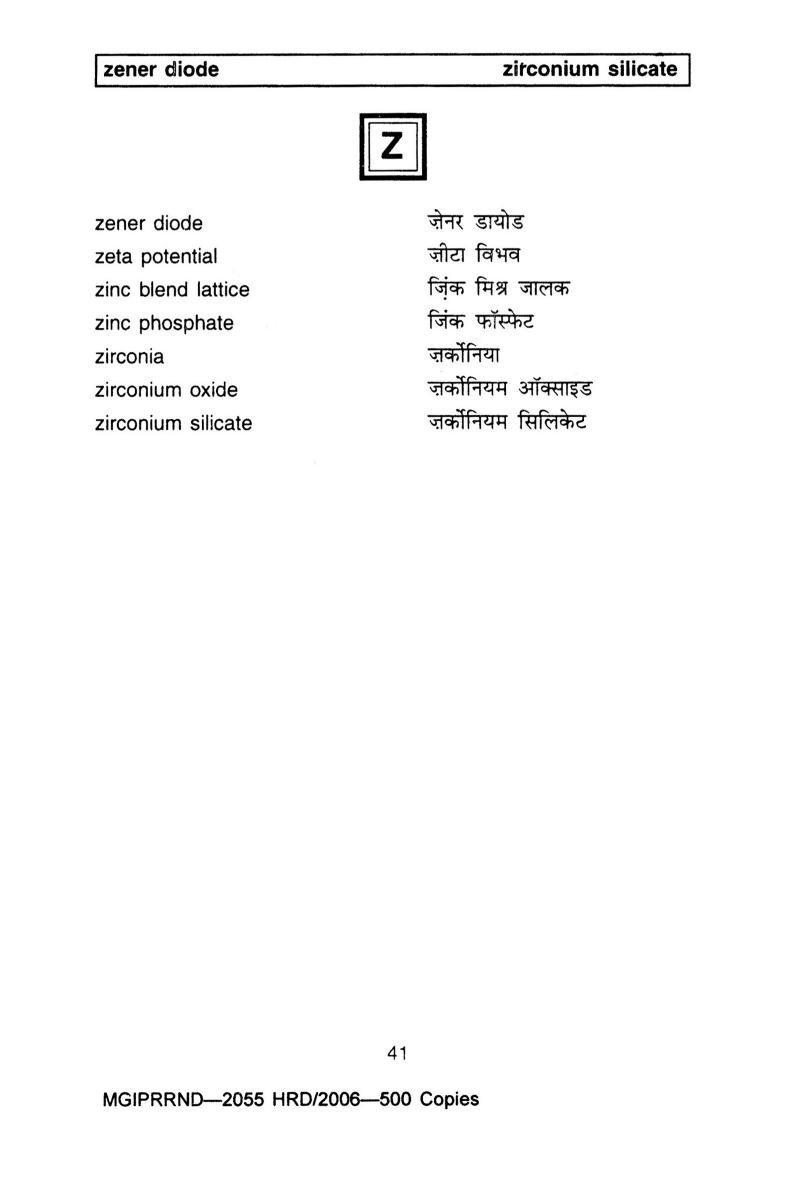 zener diode zirconium silicate
Z
zener diode ज़ेनर डायोड
zeta potential ज़ीटा विभव
zinc blend lattice ज़िंक मिश्र जालक
zinc phosphate जिंक फॉस्फेट
zirconia ज़र्कोनिया
zirconium oxide ज़र्कोनियम ऑक्साइड
zirconium silicate ज़र्कोनियम सिलिकेट
41
MGIPRRND—2055 HRD/2006—500 Copies